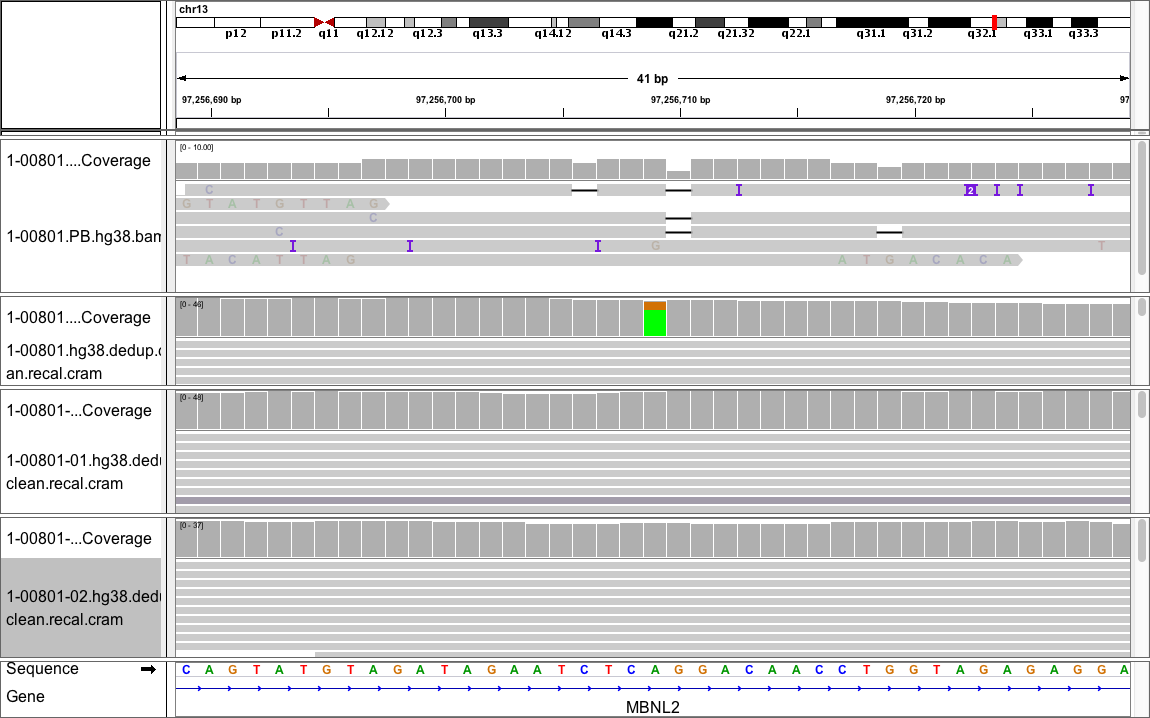 chr13
p12 p11.2 q11 q12.12 q12.3 q13.3 q14.12 q14.3 q21.2 q21.32 q22.1 q31.1 q31.2 q32.1 q33.1 q33.3
41 bp
97,256,690 bp 97,256,700 bp 97,256,710 bp 97,256,720 bp 97
1-00801....Coverage
[0 - 10.00]
C I 2 I I I
G T A T G T T A G
C
1-00801.PB.hg38.bam
C
I I I G T
T A C A T T A G A T G A C A C A
1-00801....Coverage
[0 - 46]
1-00801.hg38.dedup.c
an.recal.cram
1-00801-...Coverage
[0 - 48]
1-00801-01.hg38.dedu
clean.recal.cram
1-00801-...Coverage
[0 - 37]
1-00801-02.hg38.dedu
clean.recal.cram
Sequence C A G T A T G T A G A T A G A A T C T C A G G A C A A C C T G G T A G A G A G G A
Gene
MBNL2